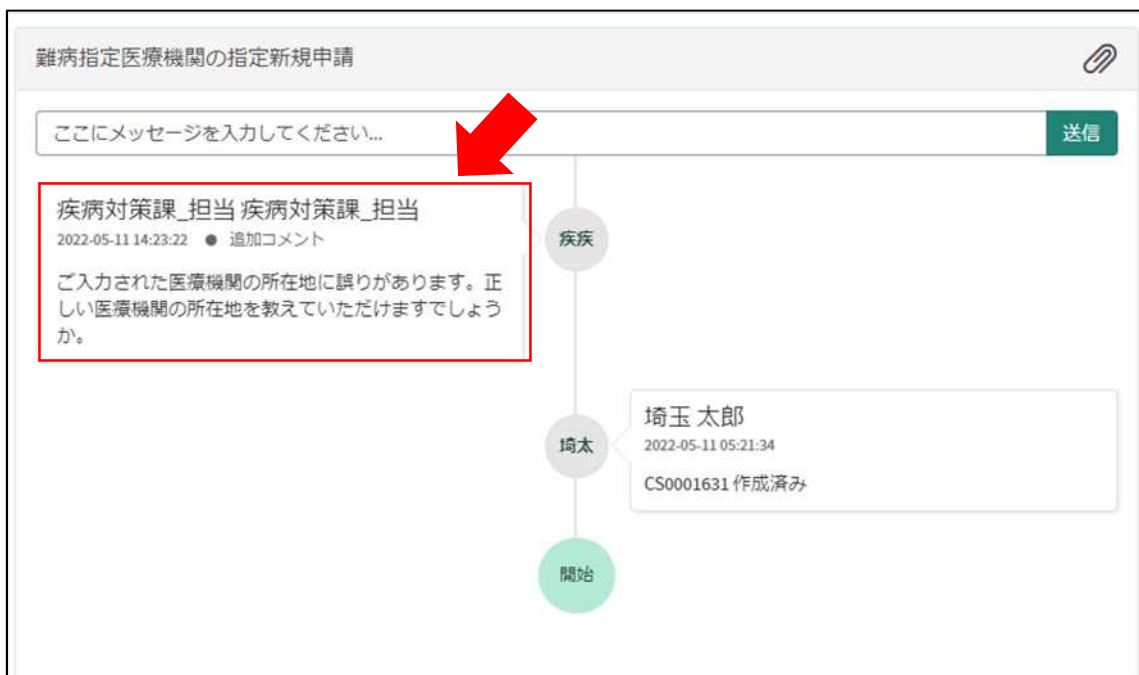 難病指定医療機関の指定新規申請
ここにメッセージを入力してください...
送信
疾病対策課_担当 疾病対策課_担当
2022-05-11 14:23:22 ● 追加コメント
ご入力された医療機関の所在地に誤りがあります。正
しい医療機関の所在地を教えていただけますでしょう
か。
疾疾
埼玉 太郎
2022-05-11 05:21:34
CS0001631 作成済み
埼太
開始